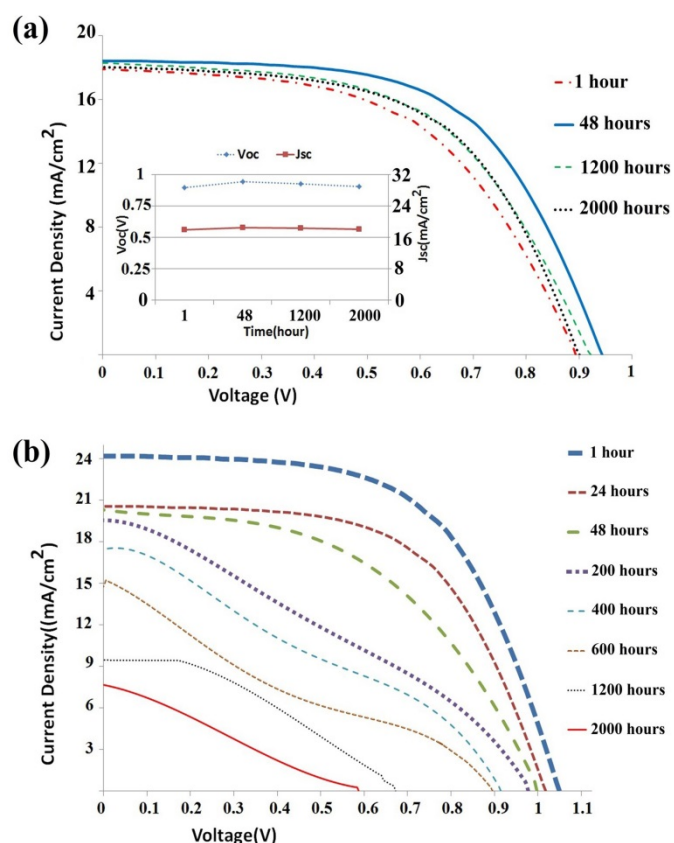 (a)
20
16
12
8
4
Current Density (mA/cm²)
1 hour
48 hours
1200 hours
2000 hours
Voc Jsc
1
0.75
0.5
0.25
0
Voc(V)
32
24
16
8
0
Jsc(mA/cm²)
1 48 1200 2000
Time(hour)
0 0.1 0.2 0.3 0.4 0.5 0.6 0.7 0.8 0.9 1
Voltage (V)
(b)
24
21
18
15
12
9
6
3
Current Density((mA/cm²)
1 hour
24 hours
48 hours
200 hours
400 hours
600 hours
1200 hours
2000 hours
0 0.1 0.2 0.3 0.4 0.5 0.6 0.7 0.8 0.9 1 1.1
Voltage(V)